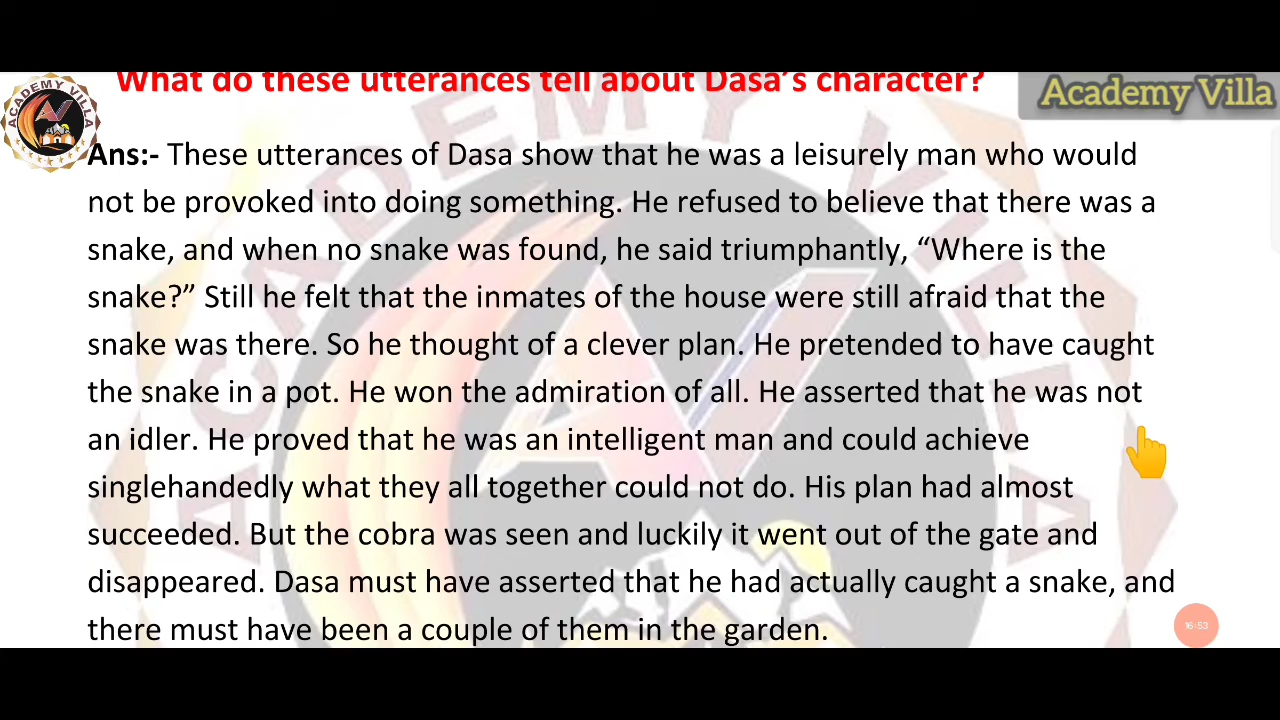 What do these utterances tell about Dasa's character?
Academy Villa
ACADEMY VILLA
Ans:- These utterances of Dasa show that he was a leisurely man who would
not be provoked into doing something. He refused to believe that there was a
snake, and when no snake was found, he said triumphantly, “Where is the
snake?” Still he felt that the inmates of the house were still afraid that the
snake was there. So he thought of a clever plan. He pretended to have caught
the snake in a pot. He won the admiration of all. He asserted that he was not
an idler. He proved that he was an intelligent man and could achieve
singlehandedly what they all together could not do. His plan had almost
succeeded. But the cobra was seen and luckily it went out of the gate and
disappeared. Dasa must have asserted that he had actually caught a snake, and
there must have been a couple of them in the garden.
16:53